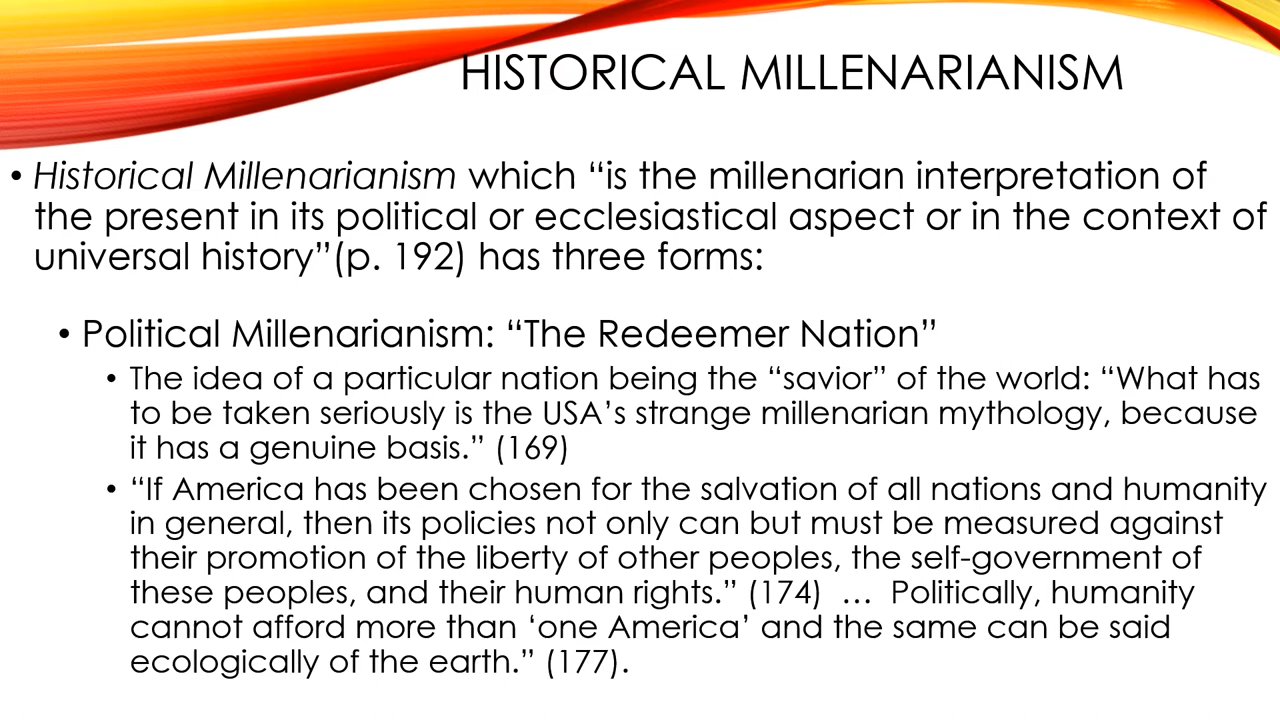 HISTORICAL MILLENARIANISM
• Historical Millenarianism which “is the millenarian interpretation of
the present in its political or ecclesiastical aspect or in the context of
universal history”(p. 192) has three forms:
• Political Millenarianism: “The Redeemer Nation”
• The idea of a particular nation being the “savior” of the world: “What has
to be taken seriously is the USA’s strange millenarian mythology, because
it has a genuine basis.” (169)
• “If America has been chosen for the salvation of all nations and humanity
in general, then its policies not only can but must be measured against
their promotion of the liberty of other peoples, the self-government of
these peoples, and their human rights.” (174)  …  Politically, humanity
cannot afford more than ‘one America’ and the same can be said
ecologically of the earth.” (177).